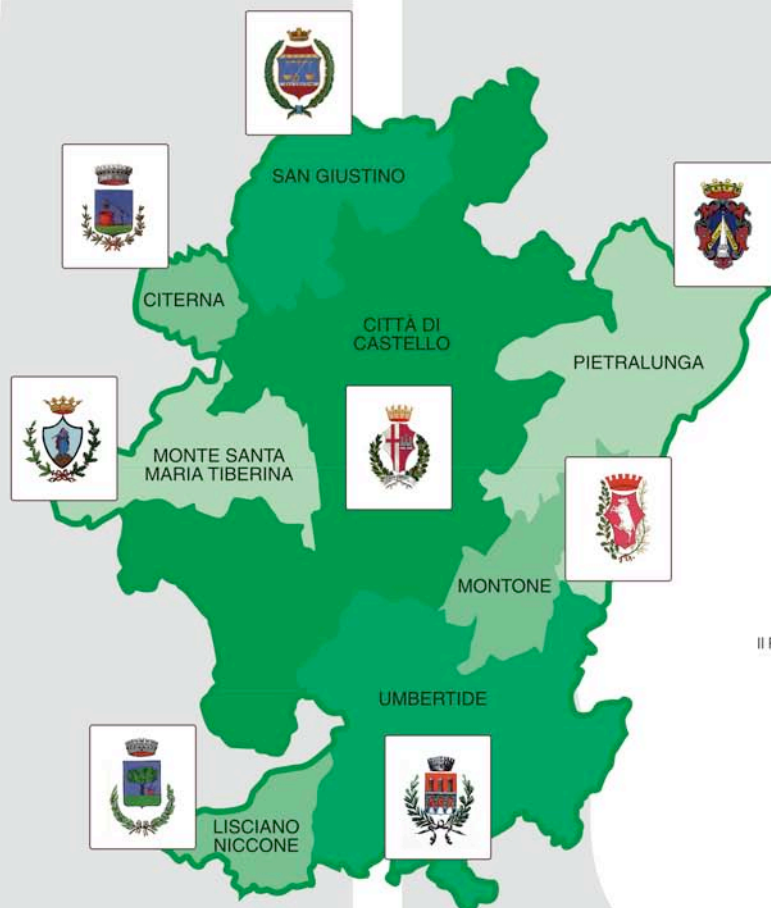 SAN GIUSTINO
CITERNA
CITTÀ DI
CASTELLO
PIETRALUNGA
MONTE SANTA
MARIA TIBERINA
MONTONE
UMBERTIDE
LISCIANO
NICCONE